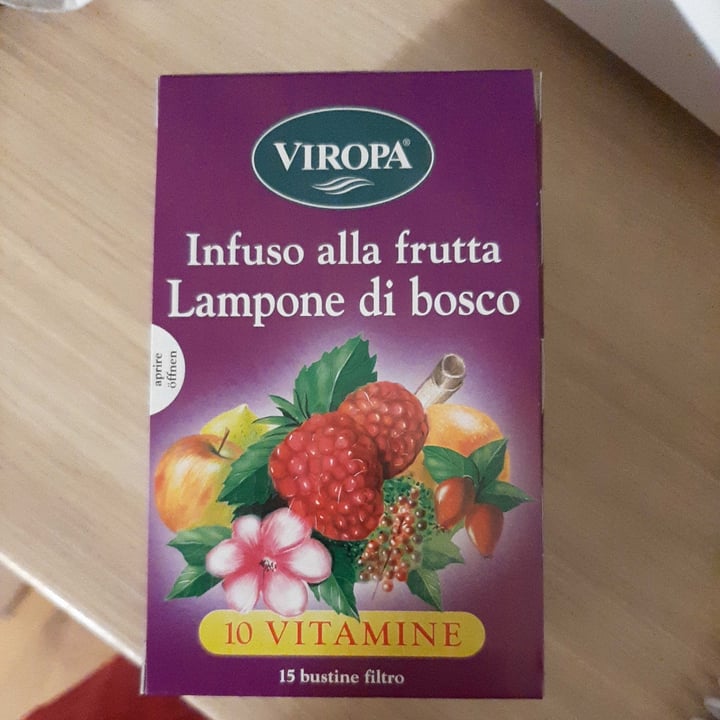 VIROPA®
Infuso alla frutta
Lampone di bosco
aprire
öffnen
10 VITAMINE
15 bustine filtro